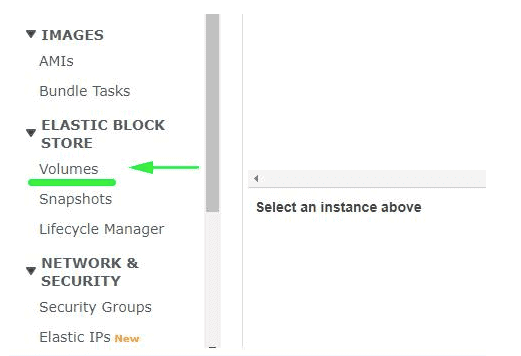 IMAGES
AMIs
Bundle Tasks
ELASTIC BLOCK
STORE
Volumes
Snapshots
Lifecycle Manager
NETWORK &
SECURITY
Security Groups
Elastic IPs New
Select an instance above